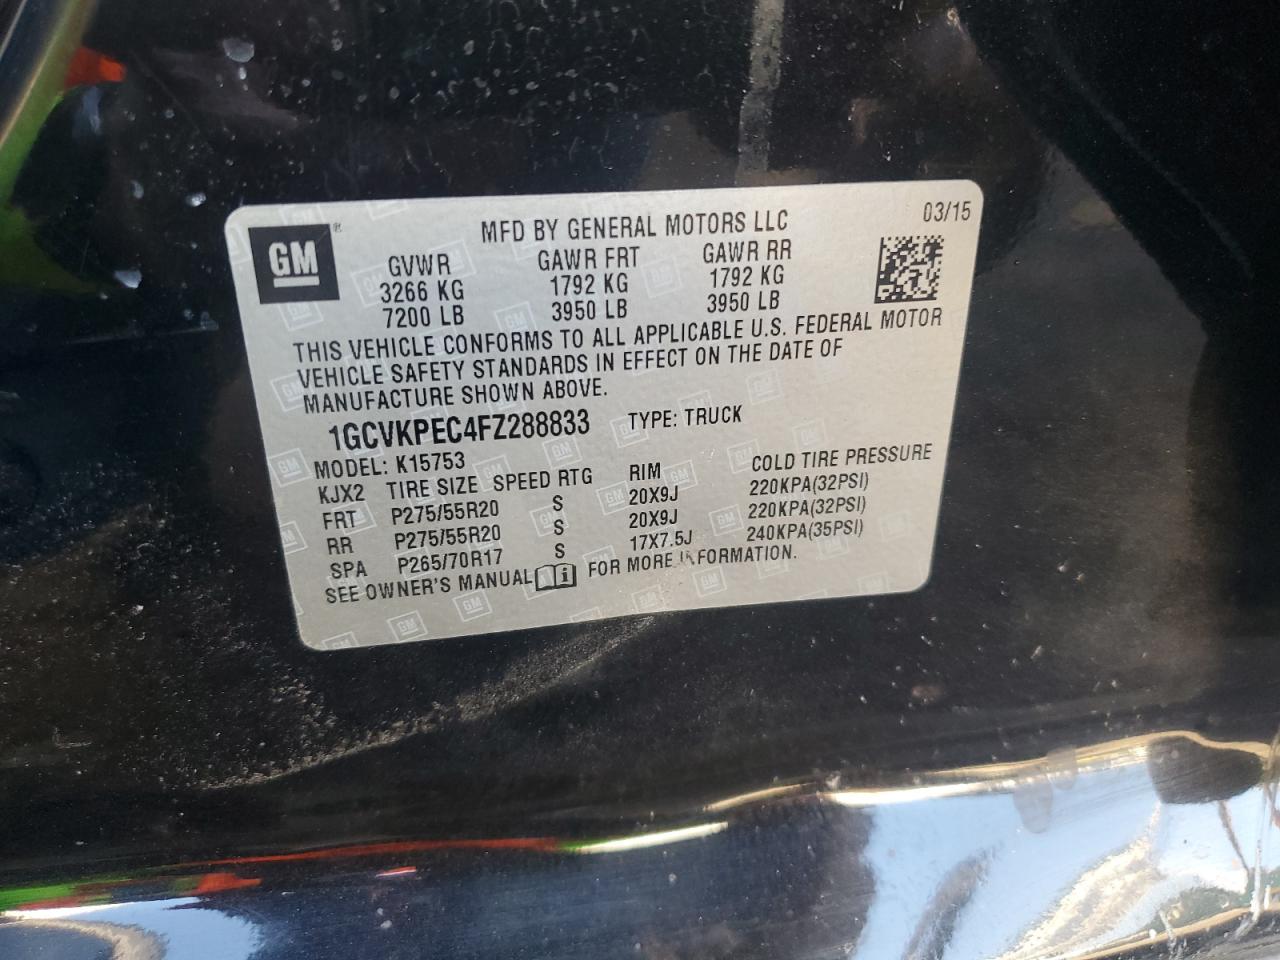 GM ®
MFD BY GENERAL MOTORS LLC 03/15
GVWR GAWR FRT GAWR RR
3266 KG 1792 KG 1792 KG
7200 LB 3950 LB 3950 LB
THIS VEHICLE CONFORMS TO ALL APPLICABLE U.S. FEDERAL MOTOR
VEHICLE SAFETY STANDARDS IN EFFECT ON THE DATE OF
MANUFACTURE SHOWN ABOVE.
1GCVKPEC4FZ288833 TYPE: TRUCK
MODEL: K15753
KJX2 TIRE SIZE SPEED RTG RIM COLD TIRE PRESSURE
FRT P275/55R20 S 20X9J 220KPA(32PSI)
RR P275/55R20 S 20X9J 220KPA(32PSI)
SPA P265/70R17 S 17X7.5J 240KPA(35PSI)
SEE OWNER'S MANUAL FOR MORE INFORMATION.